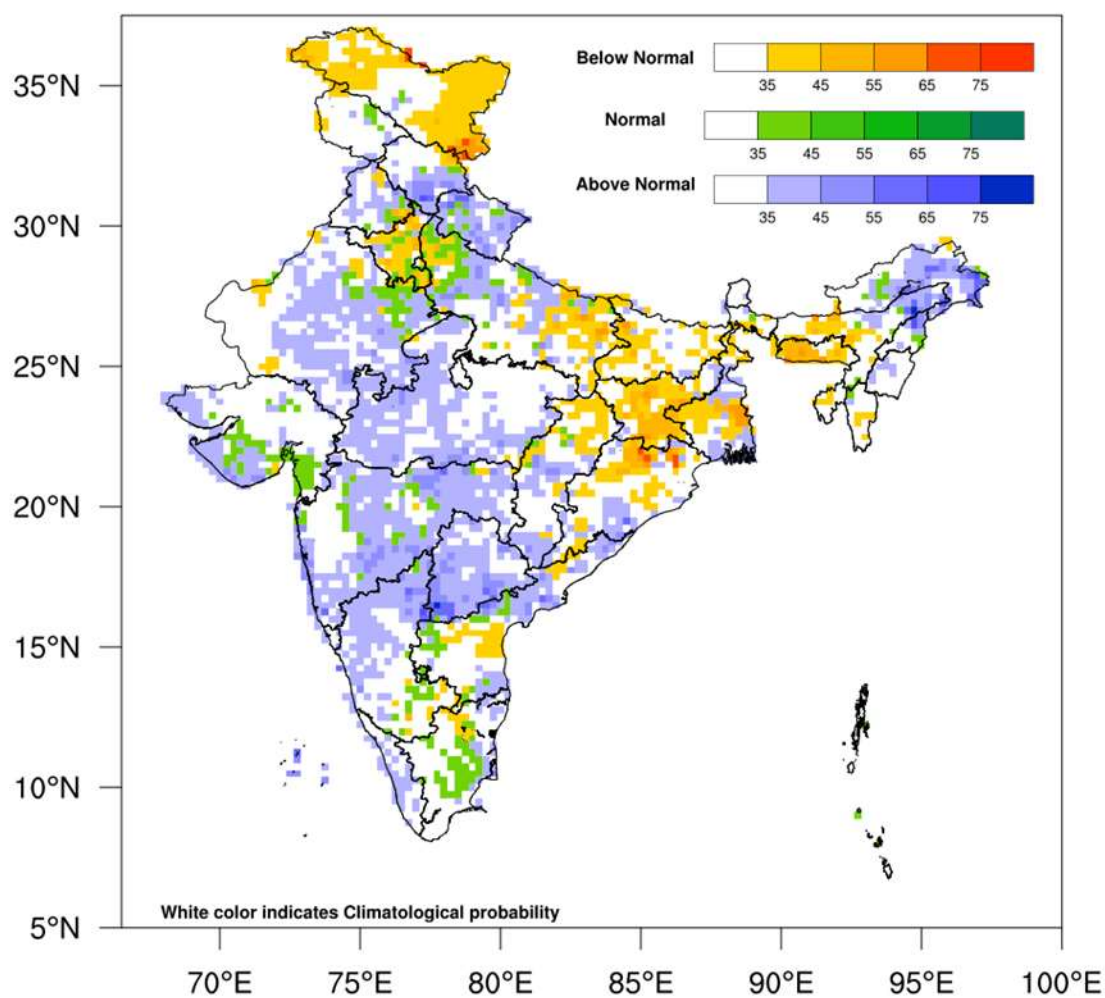 Below Normal
35 45 55 65 75
Normal
35 45 55 65 75
Above Normal
35 45 55 65 75
35°N
30°N
25°N
20°N
15°N
10°N
5°N
White color indicates Climatological probability
70°E 75°E 80°E 85°E 90°E 95°E 100°E